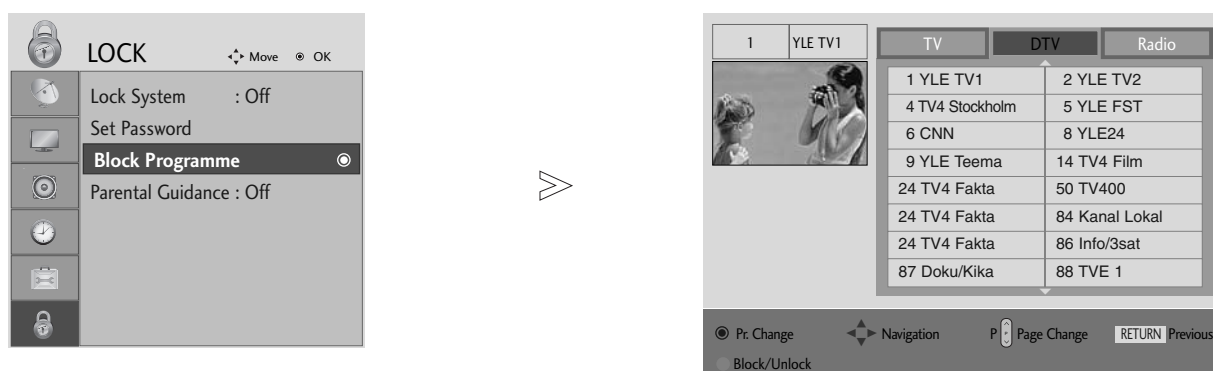 LOCK
Move OK
Lock System : Off
Set Password
Block Programme
Parental Guidance : Off
1 YLE TV1
TV DTV Radio
1 YLE TV1 2 YLE TV2
4 TV4 Stockholm 5 YLE FST
6 CNN 8 YLE24
9 YLE Teema 14 TV4 Film
24 TV4 Fakta 50 TV400
24 TV4 Fakta 84 Kanal Lokal
24 TV4 Fakta 86 Info/3sat
87 Doku/Kika 88 TVE 1
Pr. Change Navigation P Page Change RETURN Previous
Block/Unlock